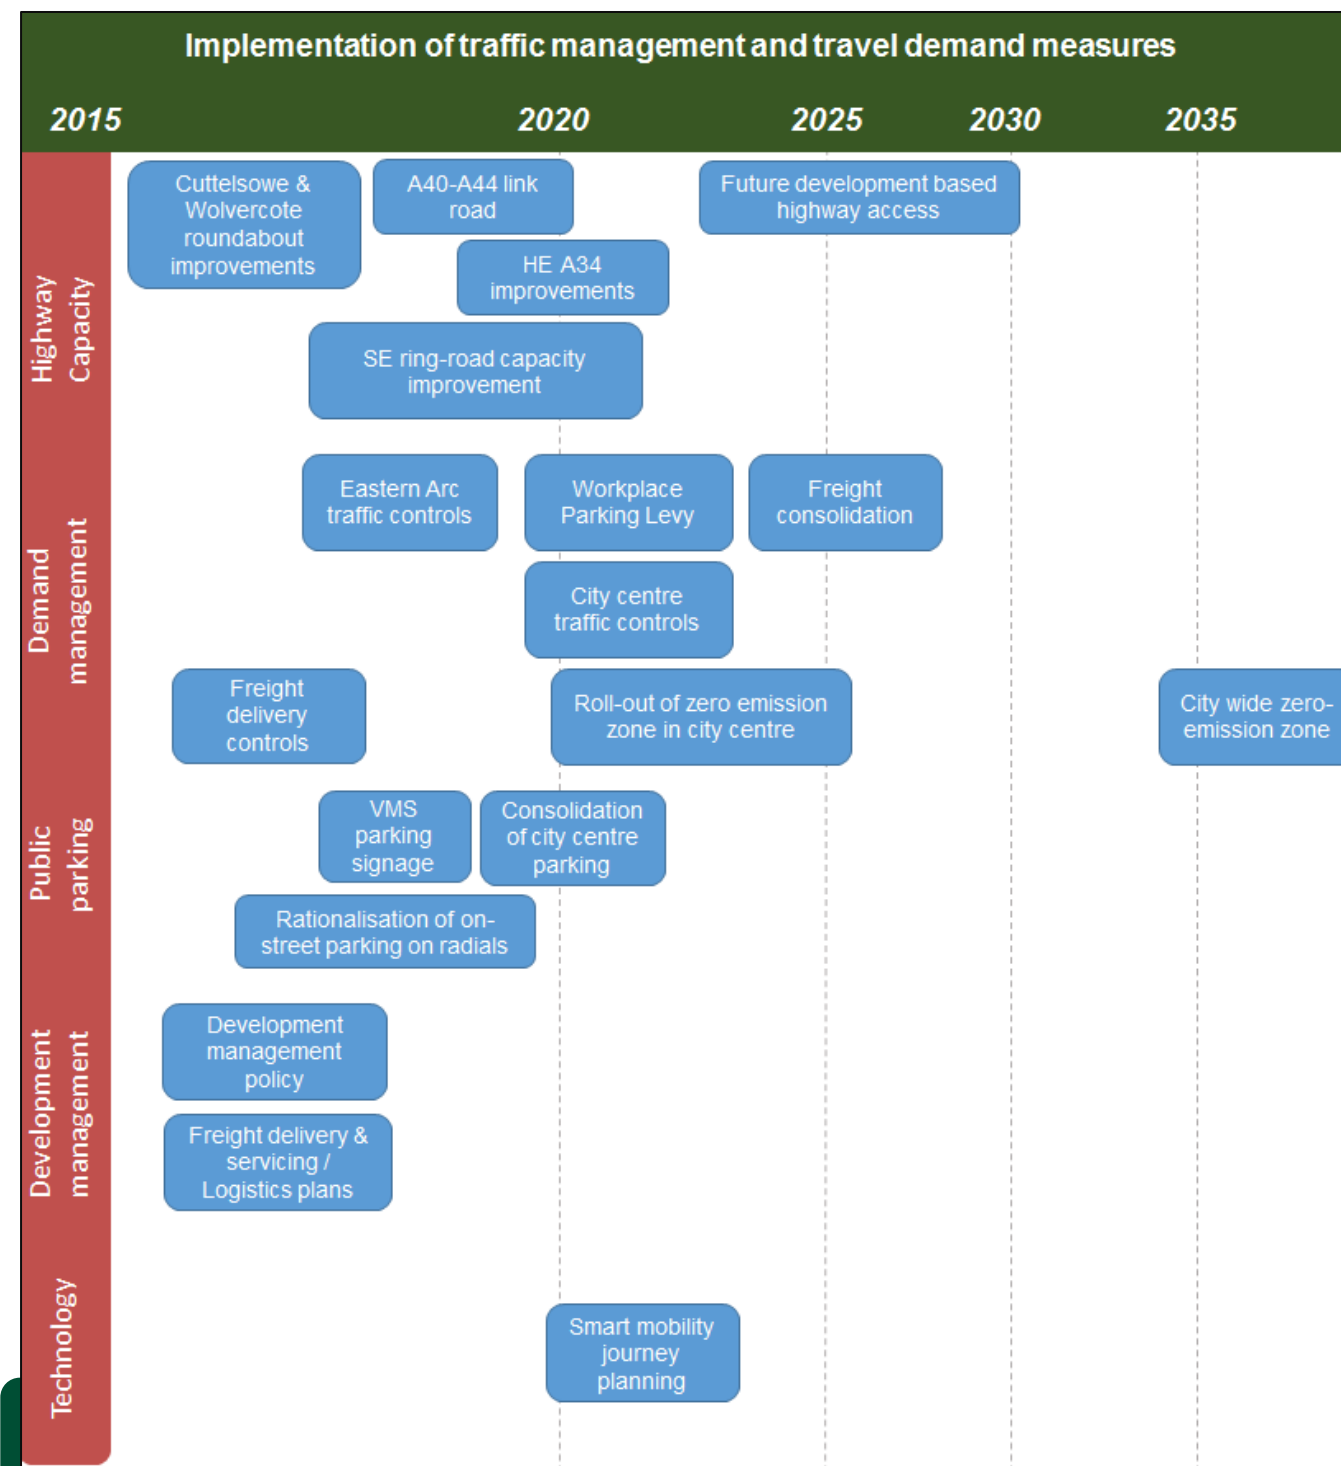 Implementation of traffic management and travel demand measures
2015 2020 2025 2030 2035
Highway
Capacity
Cuttelsowe &
Wolvercote
roundabout
improvements
A40-A44 link
road
Future development based
highway access
HE A34
improvements
SE ring-road capacity
improvement
Demand
management
Eastern Arc
traffic controls
Workplace
Parking Levy
Freight
consolidation
City centre
traffic controls
Freight
delivery
controls
Roll-out of zero emission
zone in city centre
City wide zero-
emission zone
Public
parking
VMS
parking
signage
Consolidation
of city centre
parking
Rationalisation of on-
street parking on radials
Development
management
Development
management
policy
Freight delivery &
servicing /
Logistics plans
Technology
Smart mobility
journey
planning